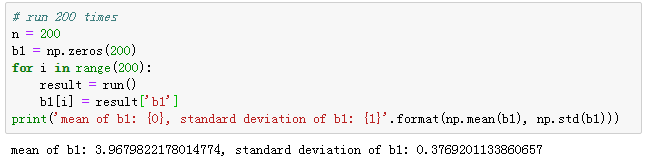 # run 200 times
n = 200
b1 = np.zeros(200)
for i in range(200):
    result = run()
    b1[i] = result['b1']
print('mean of b1: {0}, standard deviation of b1: {1}'.format(np.mean(b1), np.std(b1)))
mean of b1: 3.9679822178014774, standard deviation of b1: 0.3769201133860657